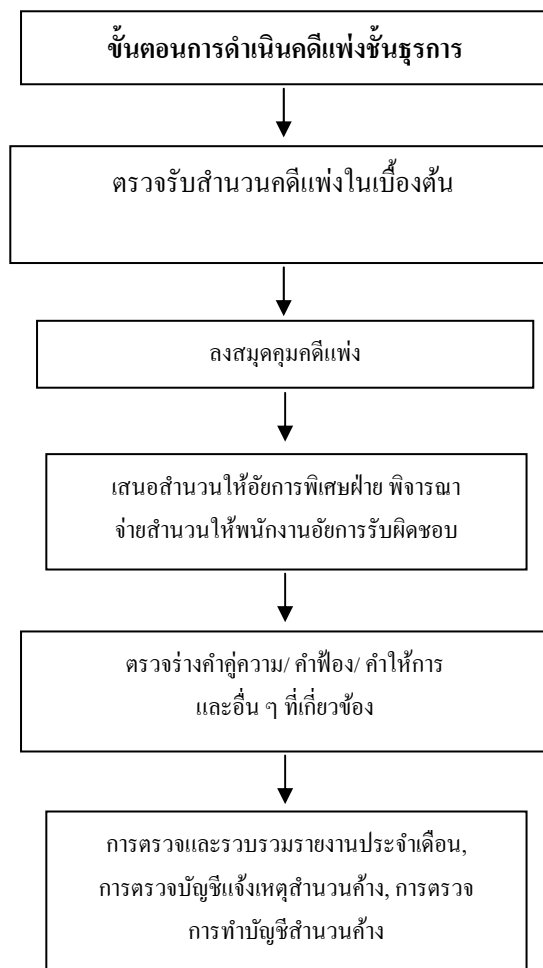 ขั้นตอนการดำเนินคดีแพ่งชั้นธุรการ
ตรวจรับสำนวนคดีแพ่งในเบื้องต้น
ลงสมุดคุมคดีแพ่ง
เสนอสำนวนให้อัยการพิเศษฝ่าย พิจารณา
จ่ายสำนวนให้พนักงานอัยการรับผิดชอบ
ตรวจร่างคำคู่ความ/ คำฟ้อง/ คำให้การ
และอื่น ๆ ที่เกี่ยวข้อง
การตรวจและรวบรวมรายงานประจำเดือน,
การตรวจบัญชีแจ้งเหตุสำนวนค้าง, การตรวจ
การทำบัญชีสำนวนค้าง